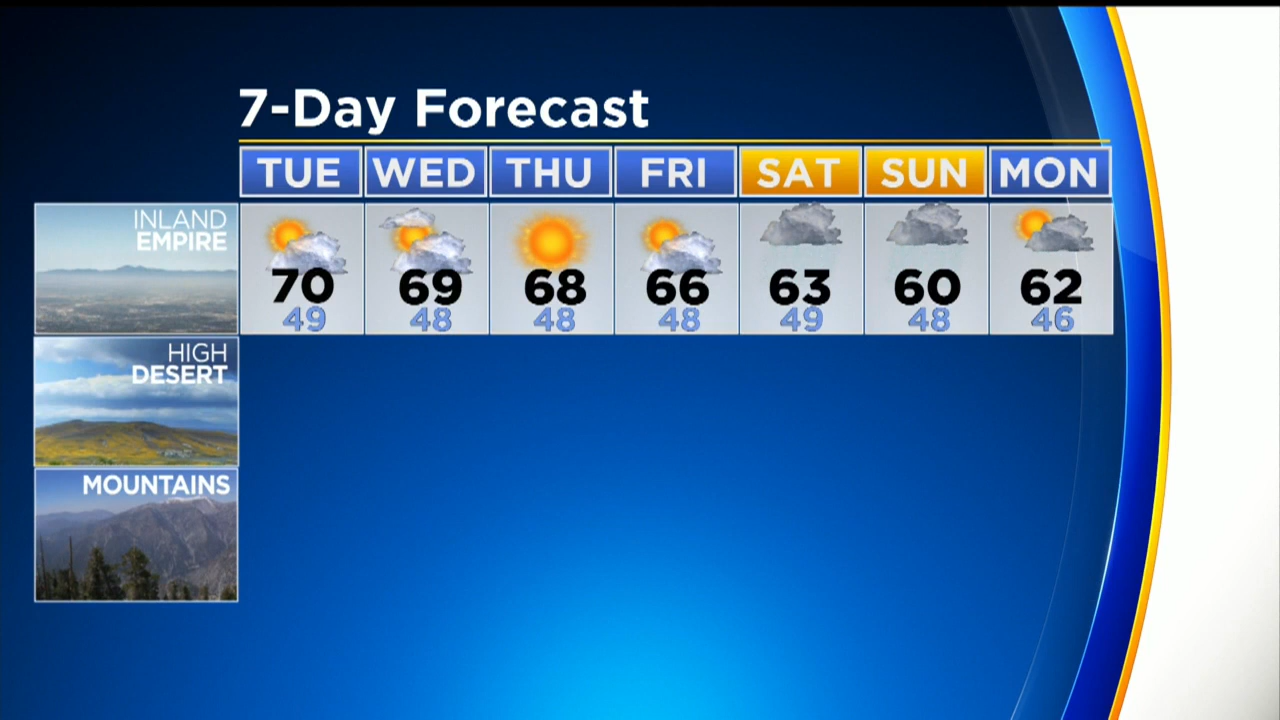 7-Day Forecast
TUE WED THU FRI SAT SUN MON
INLAND
EMPIRE
70 69 68 66 63 60 62
49 48 48 48 49 48 46
HIGH
DESERT
MOUNTAINS